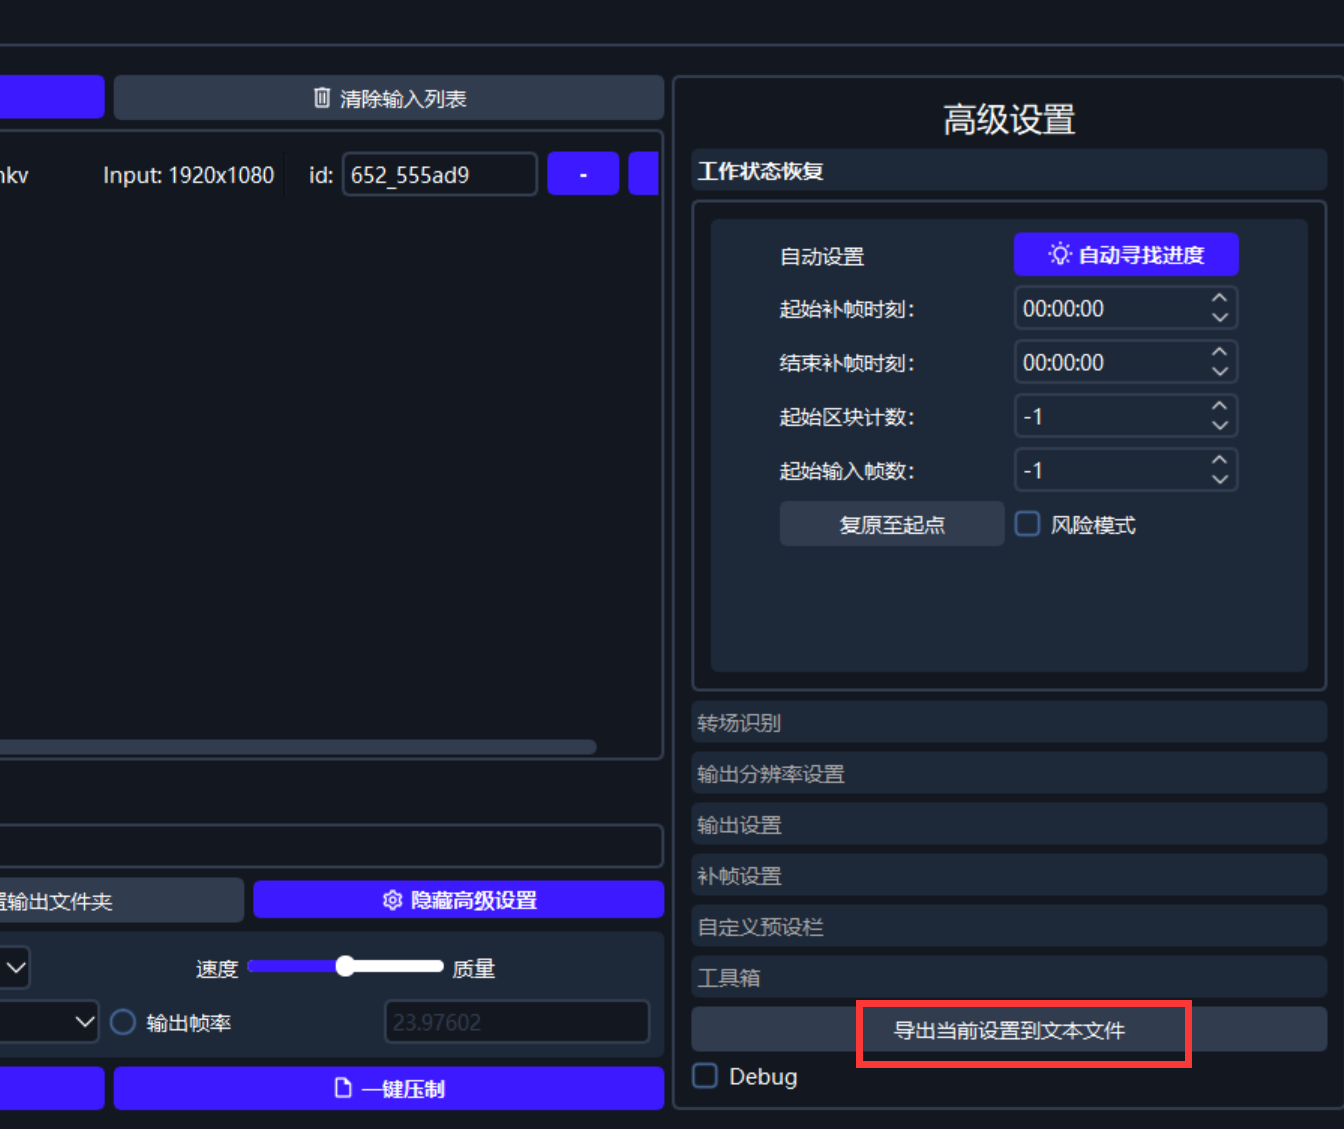 清除输入列表
Input: 1920x1080
id:
652_555ad9
-
高级设置
工作状态恢复
自动设置
自动寻找进度
起始补帧时刻:
00:00:00
结束补帧时刻:
00:00:00
起始区块计数:
-1
起始输入帧数:
-1
复原至起点
风险模式
转场识别
输出分辨率设置
输出设置
补帧设置
自定义预设栏
工具箱
导出当前设置到文本文件
Debug
输出文件夹
隐藏高级设置
速度
质量
输出帧率
23.97602
一键压制